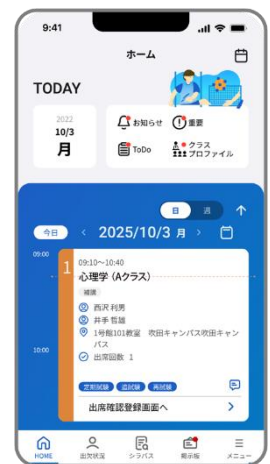 9:41
ホーム
TODAY
2022
10/3
月
お知らせ
重要
ToDo
クラス
プロファイル
日
週
今日
2025/10/3 月
09:00
1
09:10~10:40
心理学 (Aクラス)
補講
西沢 利男
井手 哲雄
1号館101教室 吹田キャンパス吹田キャン
パス
出席回数 1
10:00
定期試験
追試験
再試験
出席確認登録画面へ
HOME
出欠状況
シラバス
掲示板
メニュー